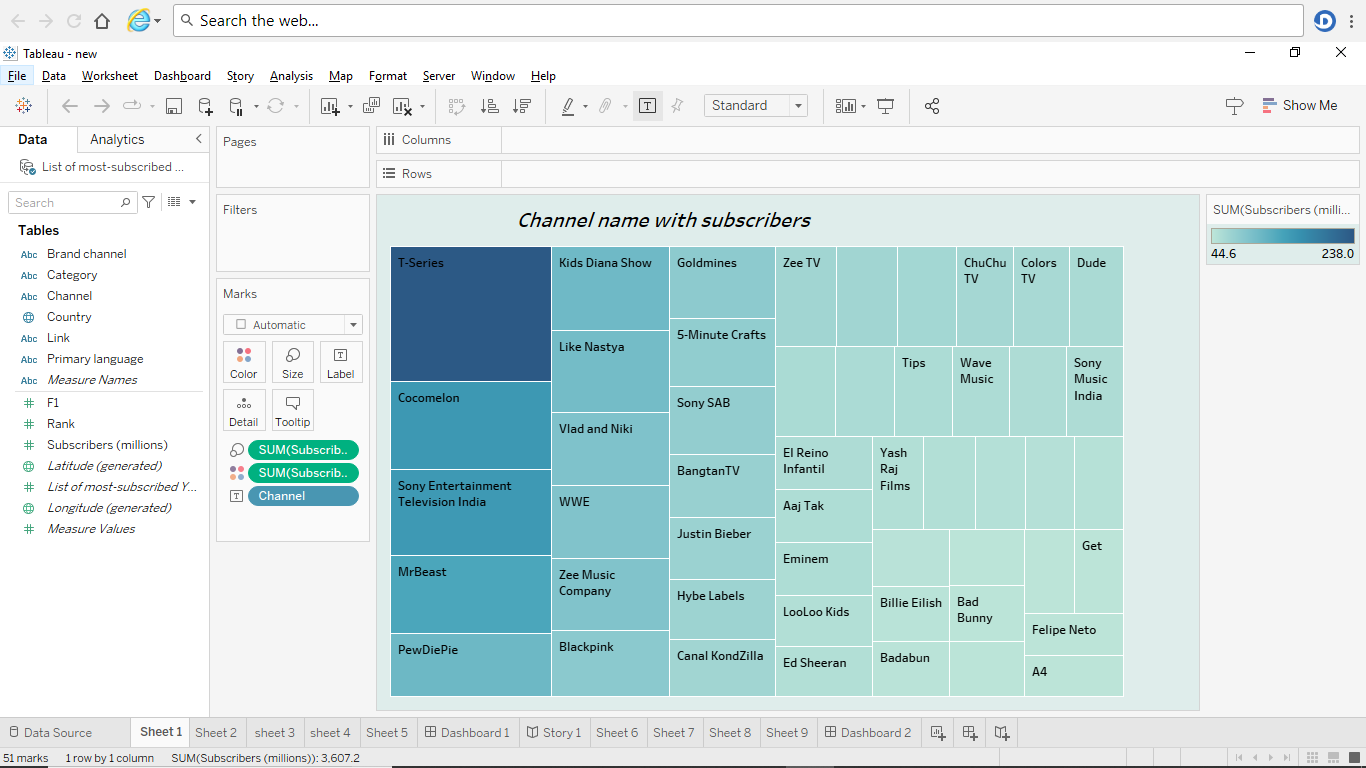 Search the web...
Tableau - new
File Data Worksheet Dashboard Story Analysis Map Format Server Window Help
Standard
Show Me
Data Analytics
Pages
Columns
List of most-subscribed ...
Rows
Search
Filters
Tables
Brand channel
Category
Channel
Country
Link
Primary language
Measure Names
F1
Rank
Subscribers (millions)
Latitude (generated)
List of most-subscribed Y...
Longitude (generated)
Measure Values
Marks
Automatic
Color Size Label
Detail Tooltip
SUM(Subscrib..
SUM(Subscrib..
Channel
Channel name with subscribers
T-Series
Cocomelon
Sony Entertainment
Television India
MrBeast
PewDiePie
Kids Diana Show
Like Nastya
Vlad and Niki
WWE
Zee Music
Company
Blackpink
Goldmines
5-Minute Crafts
Sony SAB
BangtanTV
Justin Bieber
Hybe Labels
Canal KondZilla
Zee TV
ChuChu
TV
Colors
TV
Dude
Tips
Wave
Music
Sony
Music
India
El Reino
Infantil
Aaj Tak
Eminem
LooLoo Kids
Ed Sheeran
Yash
Raj
Films
Billie Eilish
Badabun
Bad
Bunny
Get
Felipe Neto
A4
SUM(Subscribers (milli...
44.6 238.0
Data Source Sheet 1 Sheet 2 sheet 3 sheet 4 Sheet 5 Dashboard 1 Story 1 Sheet 6 Sheet 7 Sheet 8 Sheet 9 Dashboard 2
51 marks 1 row by 1 column SUM(Subscribers (millions)): 3,607.2